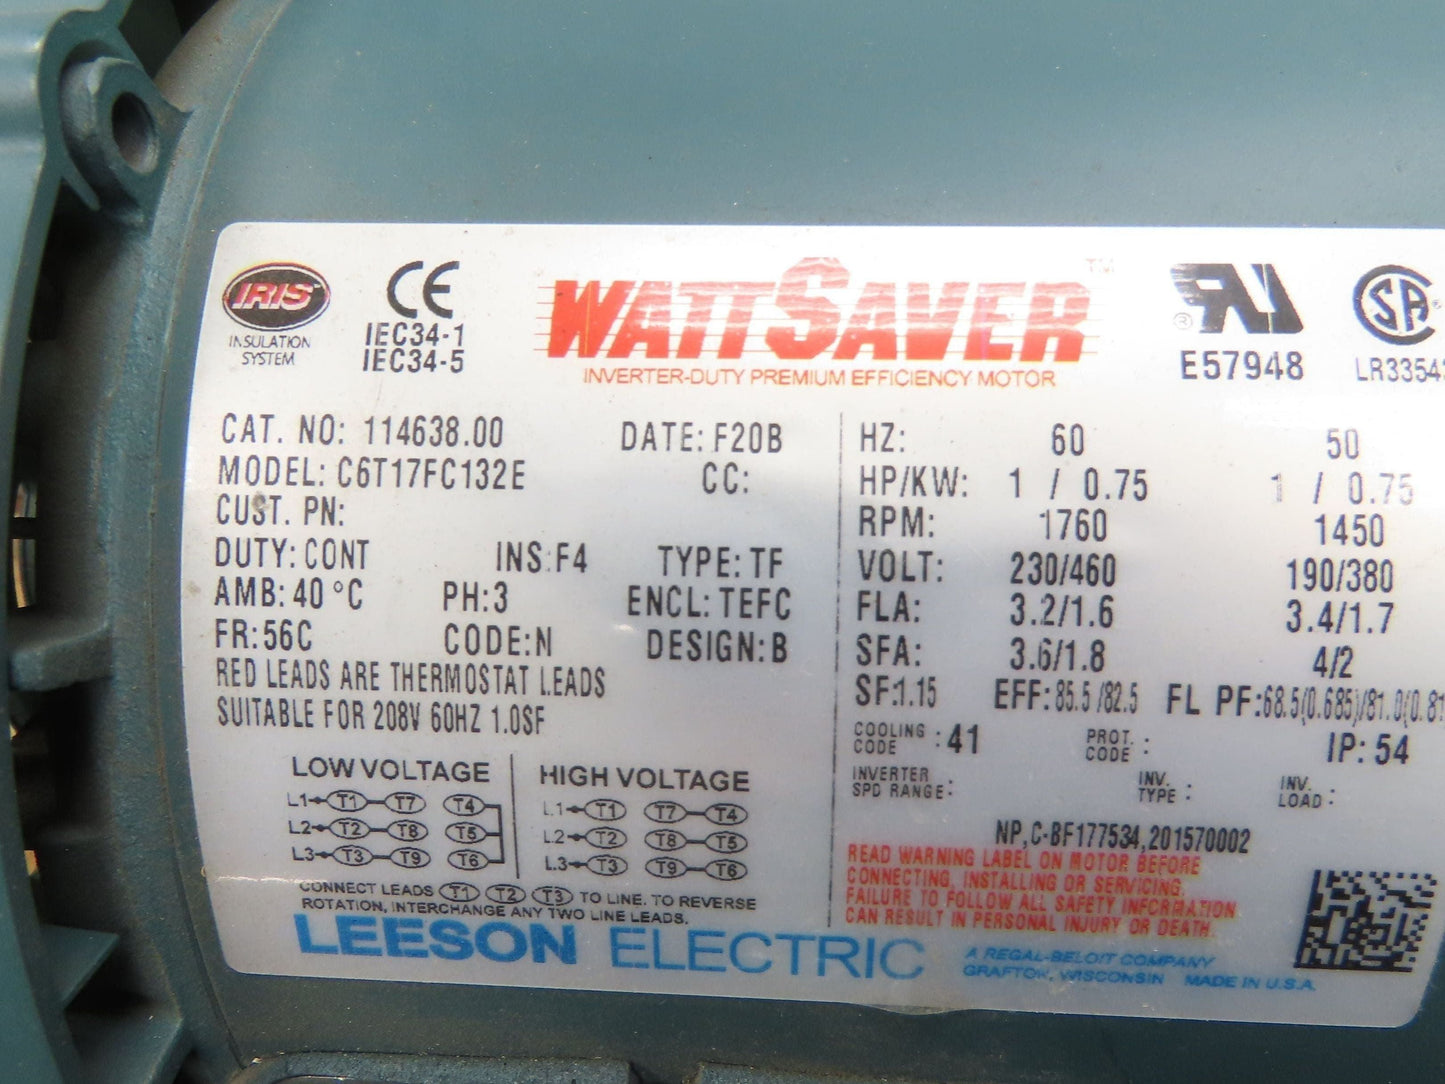 IRIS™
INSULATION
SYSTEM
CE
IEC34-1
IEC34-5
WATTSAVER™
INVERTER-DUTY PREMIUM EFFICIENCY MOTOR
®
E57948
SA
CAT. NO: 114638.00 DATE: F20B
MODEL: C6T17FC132E CC:
CUST. PN:
DUTY: CONT INS:F4 TYPE: TF
AMB: 40 °C PH:3 ENCL: TEFC
FR:56C CODE:N DESIGN:B
RED LEADS ARE THERMOSTAT LEADS
SUITABLE FOR 208V 60HZ 1.0SF
HZ: 60 50
HP/KW: 1 / 0.75 1 / 0.75
RPM: 1760 1450
VOLT: 230/460 190/380
FLA: 3.2/1.6 3.4/1.7
SFA: 3.6/1.8 4/2
SF:1.15 EFF: 85.5 /82.5 FL PF:68.5(0.685)/81.0(0.81
COOLING CODE : 41 PROT. CODE : IP: 54
INVERTER SPD RANGE: INV. TYPE : INV. LOAD :
NP,C-BF177534,201570002
LOW VOLTAGE
L1 T1 T7 T4
L2 T2 T8 T5
L3 T3 T9 T6
HIGH VOLTAGE
L1 T1 T7 T4
L2 T2 T8 T5
L3 T3 T9 T6
CONNECT LEADS T1 T2 T3 TO LINE. TO REVERSE
ROTATION, INTERCHANGE ANY TWO LINE LEADS.
READ WARNING LABEL ON MOTOR BEFORE
CONNECTING, INSTALLING OR SERVICING.
FAILURE TO FOLLOW ALL SAFETY INFORMATION
CAN RESULT IN PERSONAL INJURY OR DEATH.
LEESON ELECTRIC
A REGAL-BELOIT COMPANY
GRAFTON, WISCONSIN MADE IN U.S.A.